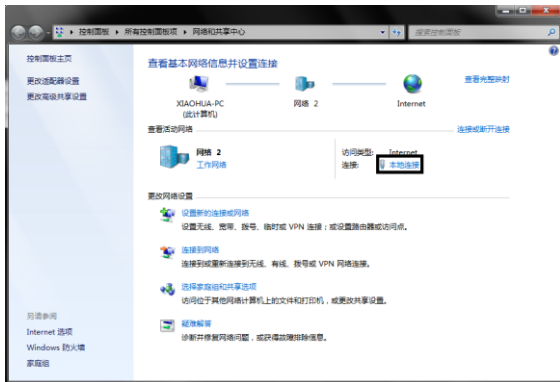 控制面板 ▸ 所有控制面板项 ▸ 网络和共享中心
搜索控制面板
控制面板主页
更改适配器设置
更改高级共享设置
查看基本网络信息并设置连接
查看完整映射
XIAOHUA-PC
(此计算机)
网络 2
Internet
查看活动网络
连接或断开连接
网络 2
工作网络
访问类型: Internet
连接: 本地连接
更改网络设置
设置新的连接或网络
设置无线、宽带、拨号、临时或 VPN 连接；或设置路由器或访问点。
连接到网络
连接到或重新连接到无线、有线、拨号或 VPN 网络连接。
选择家庭组和共享选项
访问位于其他网络计算机上的文件和打印机，或更改共享设置。
疑难解答
诊断并修复网络问题，或获得故障排除信息。
另请参阅
Internet 选项
Windows 防火墙
家庭组